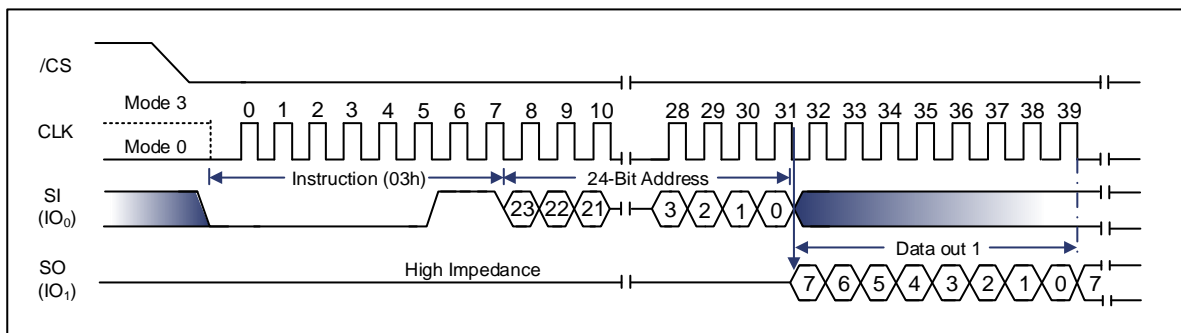 /CS
Mode 3
CLK
Mode 0
0 1 2 3 4 5 6 7 8 9 10 28 29 30 31 32 33 34 35 36 37 38 39
Instruction (03h) 24-Bit Address
SI
(IO₀)
23 22 21 3 2 1 0
Data out 1
SO
(IO₁)
High Impedance
7 6 5 4 3 2 1 0 7